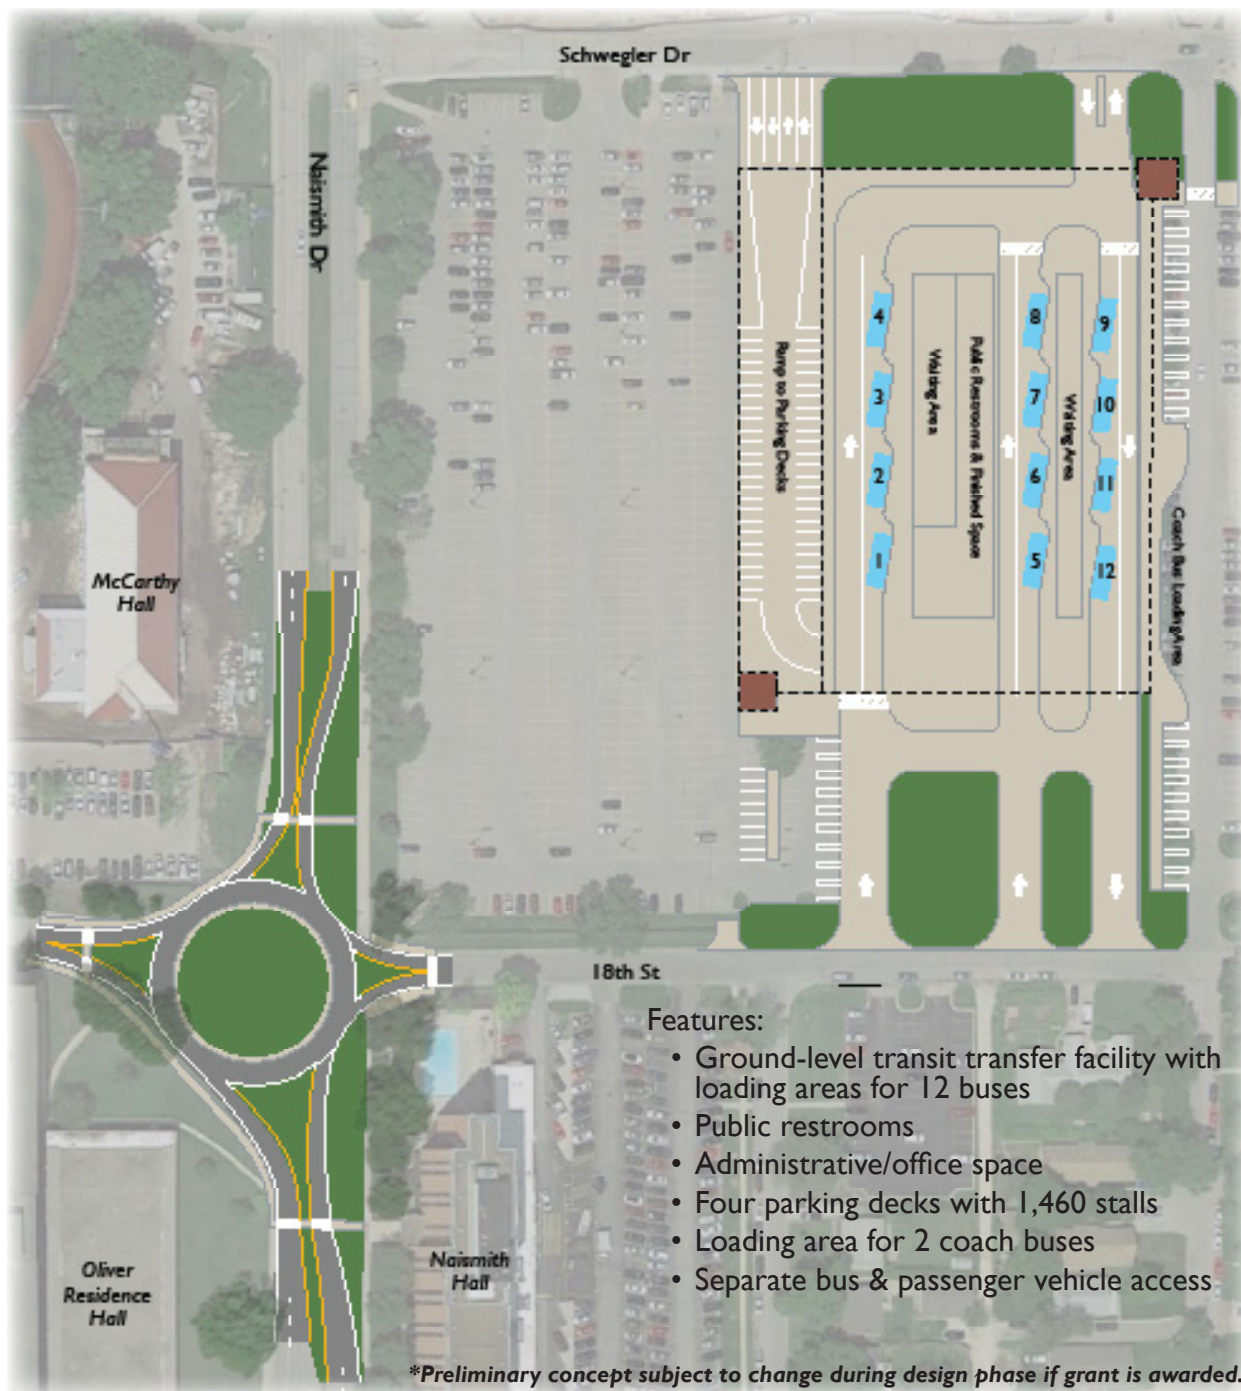 Schwegler Dr
Naismith Dr
Ramp to Parking Decks
4
3
2
1
Waiting Area
Public Restrooms & Finished Space
8
7
6
5
Waiting Area
9
10
11
12
Coach Bus Loading Area
McCarthy
Hall
18th St
Oliver
Residence
Hall
Naismith
Hall
Features:
• Ground-level transit transfer facility with
loading areas for 12 buses
• Public restrooms
• Administrative/office space
• Four parking decks with 1,460 stalls
• Loading area for 2 coach buses
• Separate bus & passenger vehicle access
*Preliminary concept subject to change during design phase if grant is awarded.